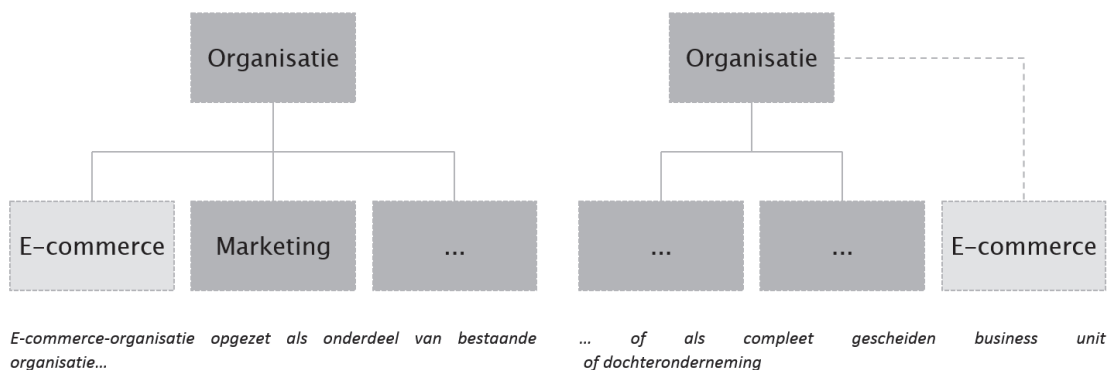 Organisatie
E-commerce
Marketing
...
E-commerce-organisatie opgezet als onderdeel van bestaande
organisatie...
Organisatie
...
...
E-commerce
... of als compleet gescheiden business unit
of dochteronderneming